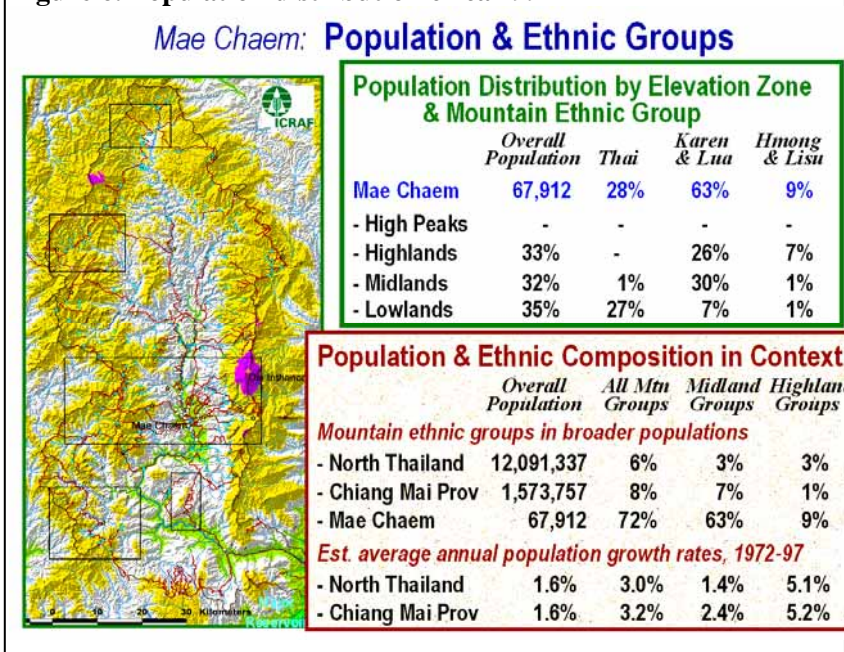 Mae Chaem: Population & Ethnic Groups
ICRAF
Doi Inthanon
Mae Chaem
0 10 20 30 Kilometers
Population Distribution by Elevation Zone
& Mountain Ethnic Group
Overall Population Thai Karen & Lua Hmong & Lisu
Mae Chaem 67,912 28% 63% 9%
- High Peaks - - - -
- Highlands 33% - 26% 7%
- Midlands 32% 1% 30% 1%
- Lowlands 35% 27% 7% 1%
Population & Ethnic Composition in Context
Overall Population All Mtn Groups Midland Groups Highlan Groups
Mountain ethnic groups in broader populations
- North Thailand 12,091,337 6% 3% 3%
- Chiang Mai Prov 1,573,757 8% 7% 1%
- Mae Chaem 67,912 72% 63% 9%
Est. average annual population growth rates, 1972-97
- North Thailand 1.6% 3.0% 1.4% 5.1%
- Chiang Mai Prov 1.6% 3.2% 2.4% 5.2%